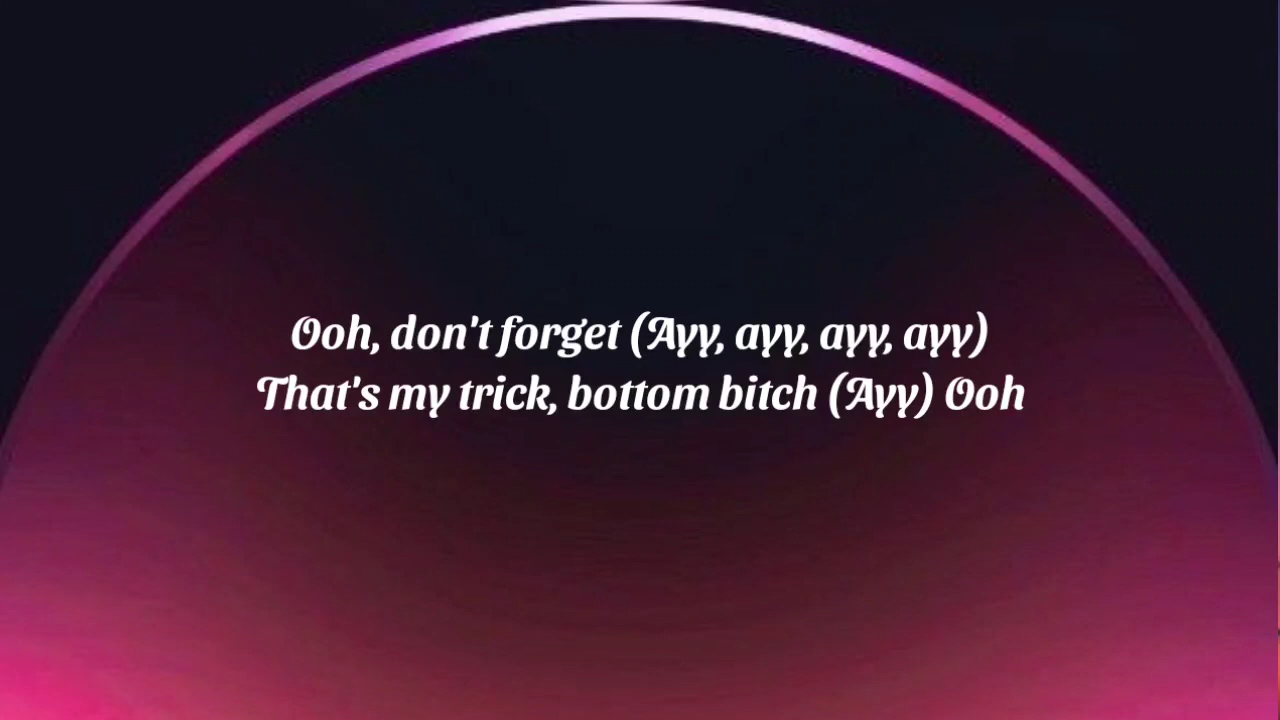 Ooh, don't forget (Ayy, ayy, ayy, ayy)
That's my trick, bottom bitch (Ayy) Ooh